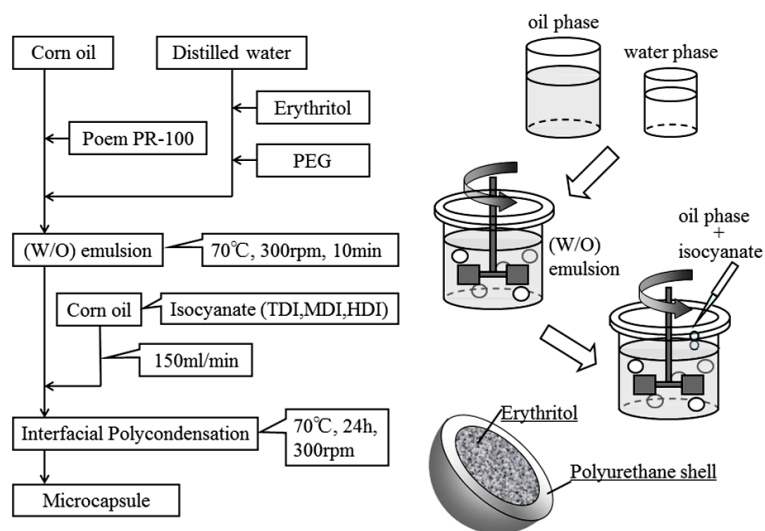 Corn oil
Distilled water
Erythritol
Poem PR-100
PEG
(W/O) emulsion
70℃, 300rpm, 10min
Corn oil
Isocyanate (TDI,MDI,HDI)
150ml/min
Interfacial Polycondensation
70℃, 24h,
300rpm
Microcapsule
oil phase
water phase
(W/O)
emulsion
oil phase
+
isocyanate
Erythritol
Polyurethane shell